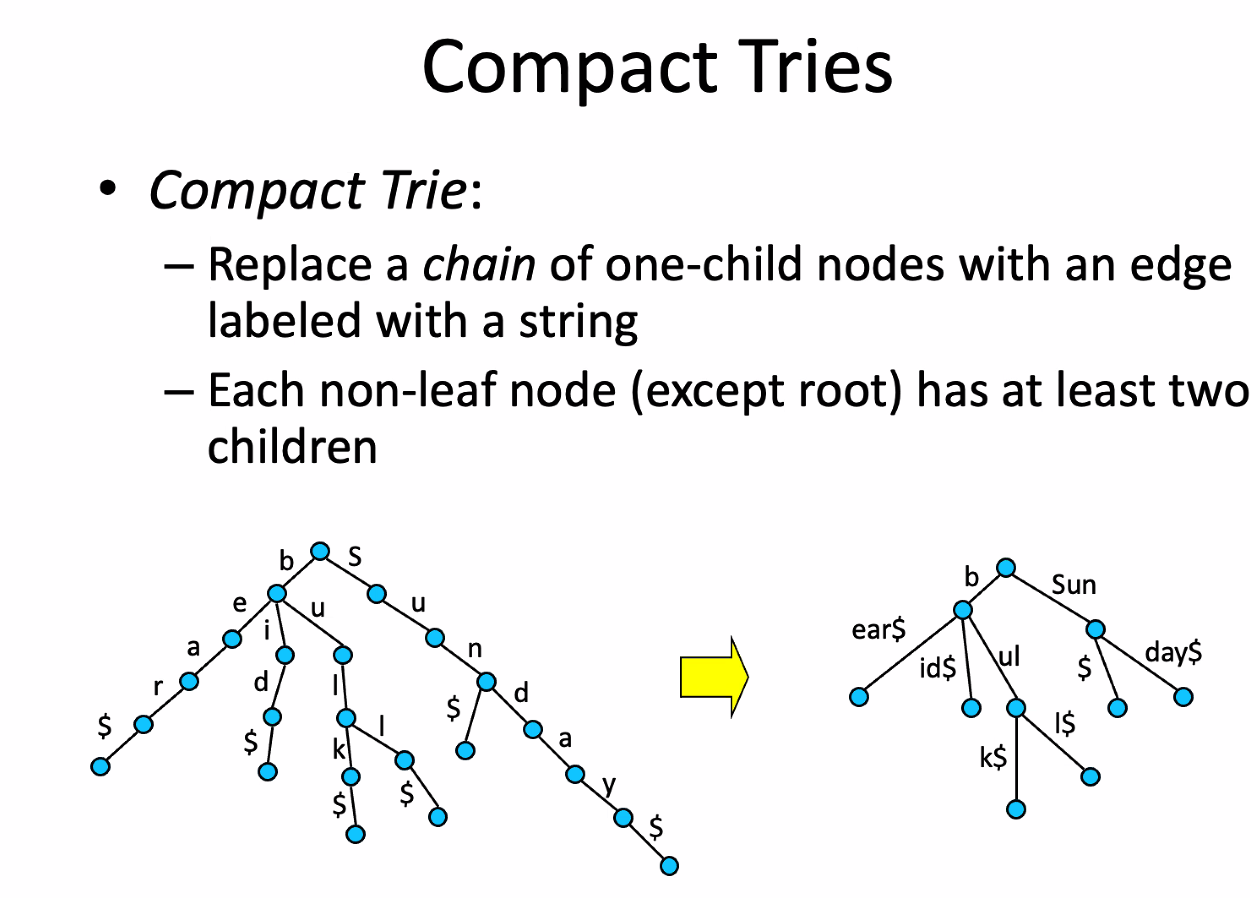 Compact Tries
• Compact Trie:
– Replace a chain of one-child nodes with an edge
labeled with a string
– Each non-leaf node (except root) has at least two
children
b S
e i u u
a d l n
r $ k l $ d
$ $ $ a
y
$
b Sun
ear$ id$ ul $ day$
k$ l$